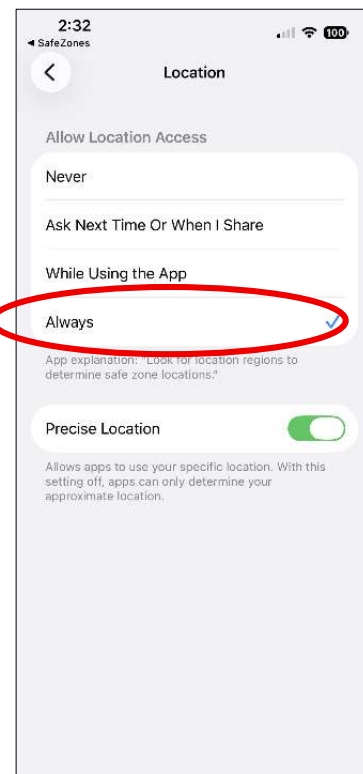 2:32
100
◀ SafeZones
Location
Allow Location Access
Never
Ask Next Time Or When I Share
While Using the App
Always
App explanation: "Look for location regions to
determine safe zone locations."
Precise Location
Allows apps to use your specific location. With this
setting off, apps can only determine your
approximate location.